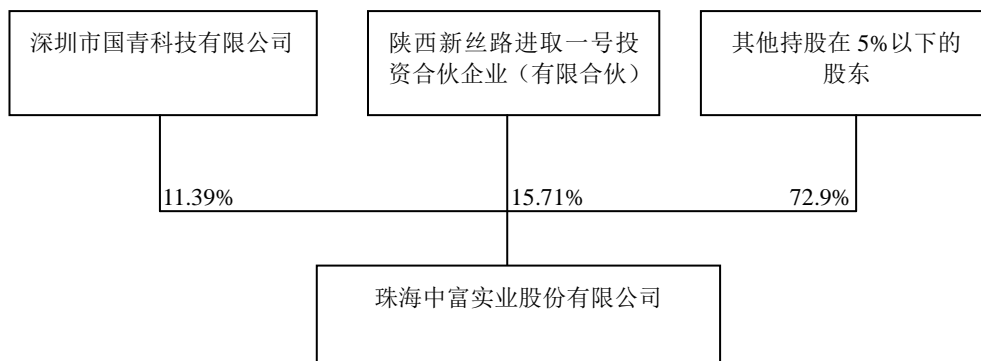 深圳市国青科技有限公司
陕西新丝路进取一号投
资合伙企业（有限合伙）
其他持股在 5%以下的
股东
11.39%
15.71%
72.9%
珠海中富实业股份有限公司